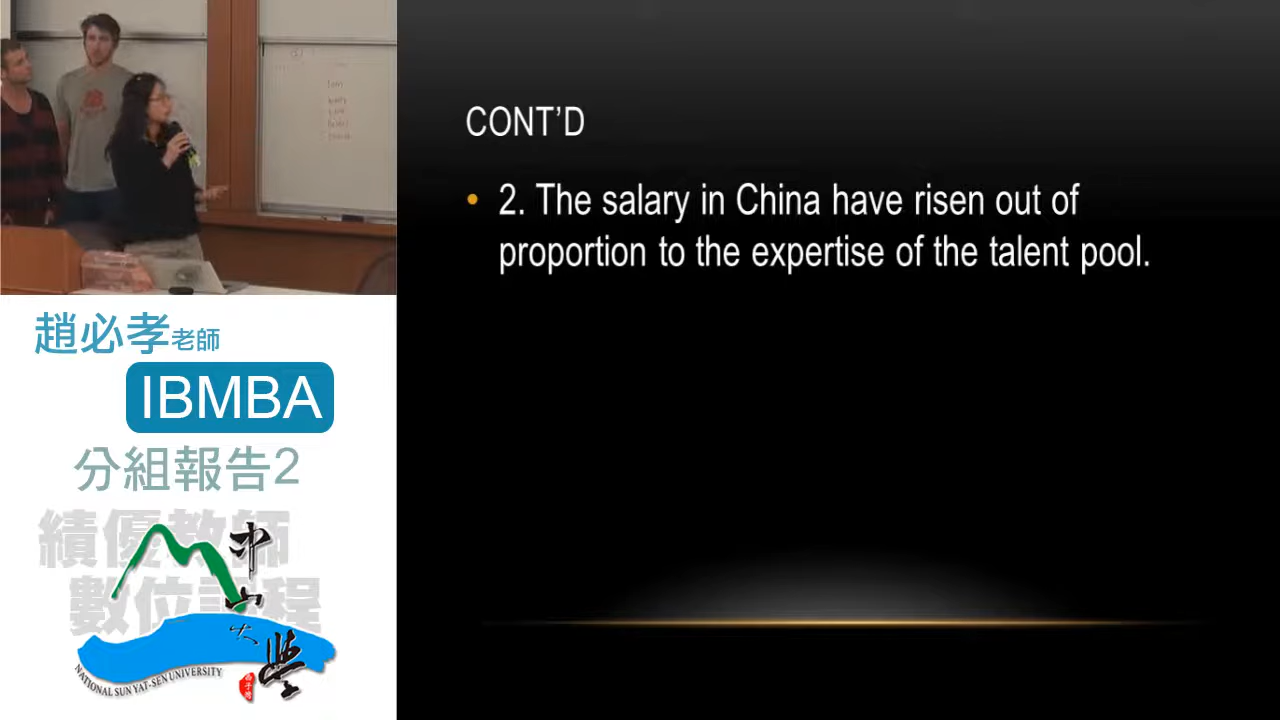 CONT'D
• 2. The salary in China have risen out of
proportion to the expertise of the talent pool.
趙必孝老師
IBMBA
分組報告2
績優教師
數位課程
中山大學
NATIONAL SUN YAT-SEN UNIVERSITY